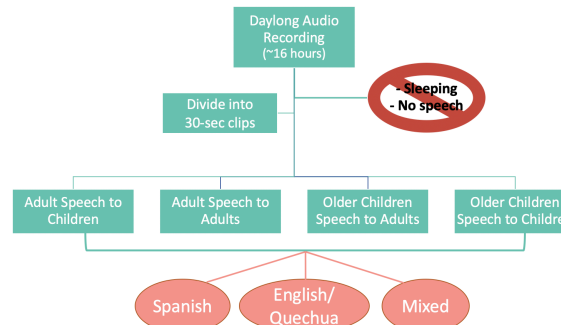 Daylong Audio
Recording
(~16 hours)
- Sleeping
- No speech
Divide into
30-sec clips
Adult Speech to
Children
Adult Speech to
Adults
Older Children
Speech to Adults
Older Children
Speech to Childre
Spanish
English/
Quechua
Mixed